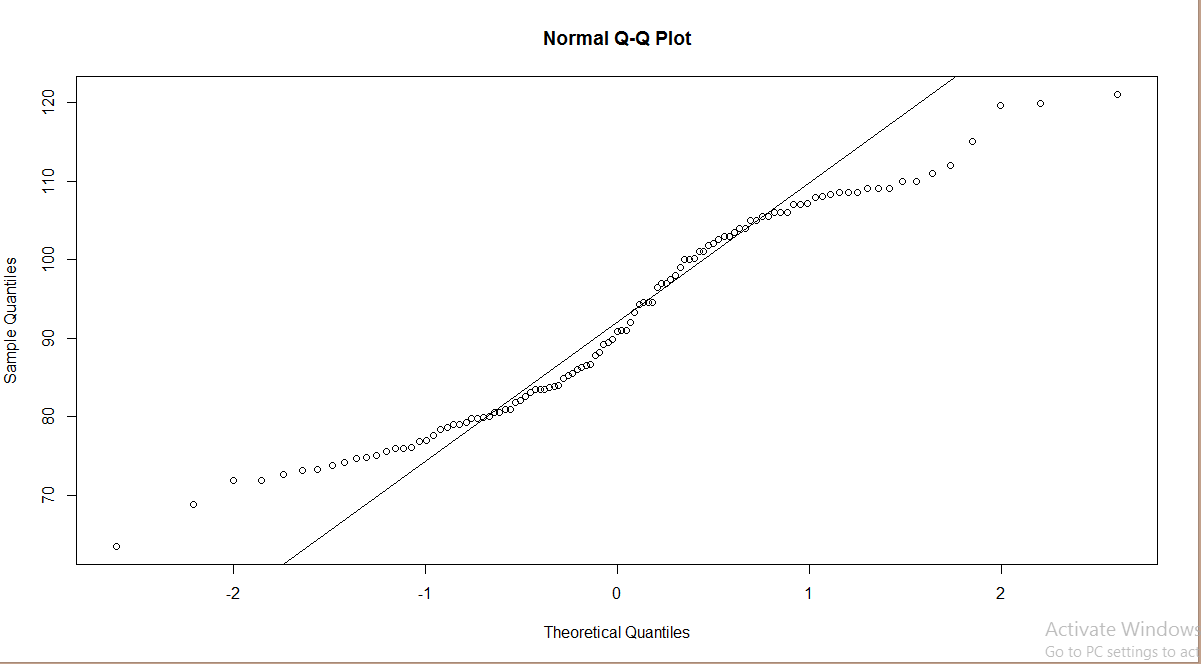 Normal Q-Q Plot
120
110
100
90
80
70
Sample Quantiles
-2 -1 0 1 2
Theoretical Quantiles
Activate Windows
Go to PC settings to act